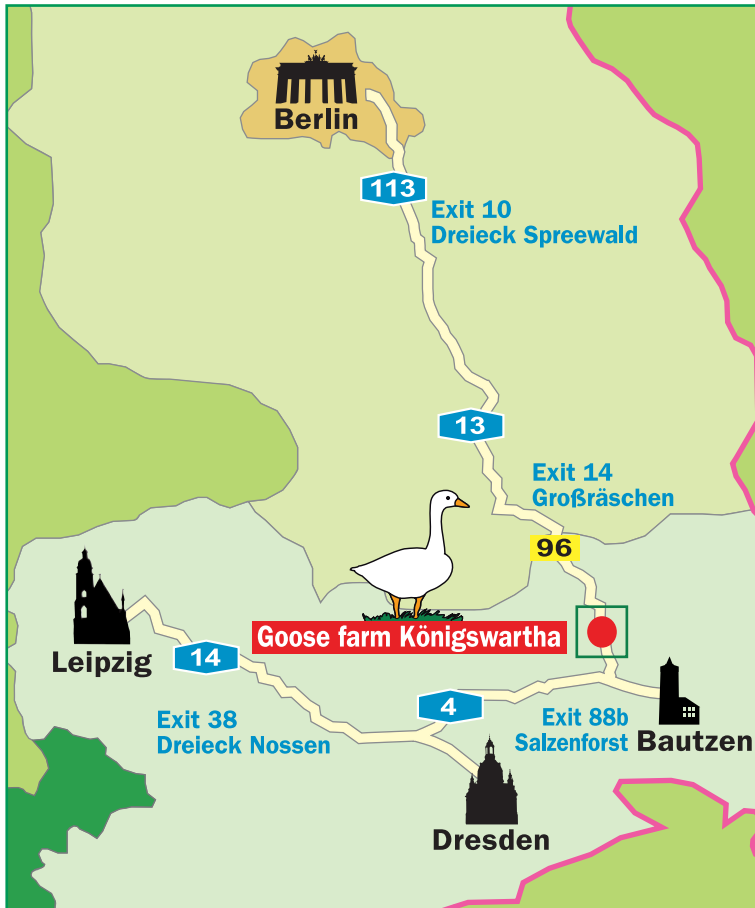 Berlin
113
Exit 10
Dreieck Spreewald
13
Exit 14
Großräschen
96
Goose farm Königswartha
Leipzig
14
4
Exit 38
Dreieck Nossen
Exit 88b
Salzenforst
Bautzen
Dresden